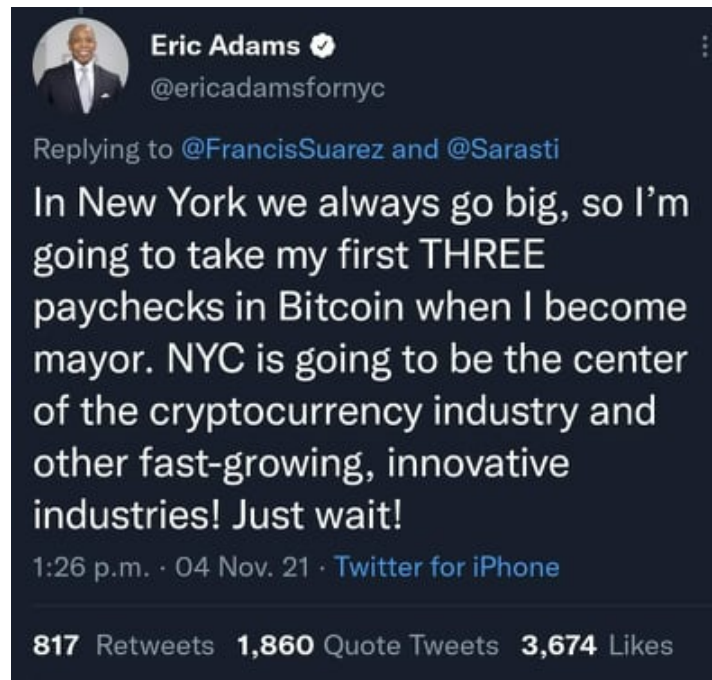 Eric Adams
@ericadamsfornyc
Replying to @FrancisSuarez and @Sarasti
In New York we always go big, so I’m
going to take my first THREE
paychecks in Bitcoin when I become
mayor. NYC is going to be the center
of the cryptocurrency industry and
other fast-growing, innovative
industries! Just wait!
1:26 p.m. · 04 Nov. 21 · Twitter for iPhone
817 Retweets 1,860 Quote Tweets 3,674 Likes